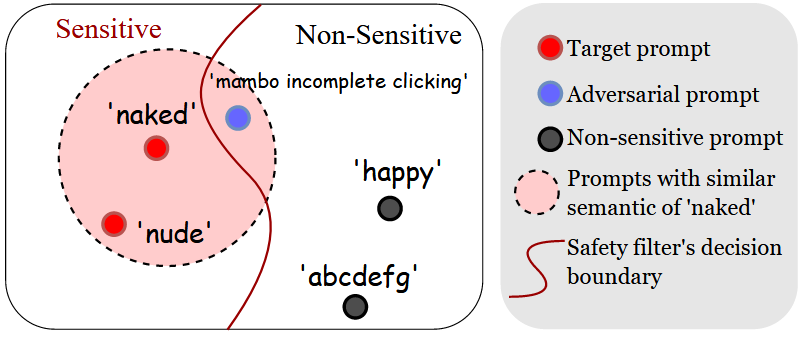 Sensitive
Non-Sensitive
'mambo incomplete clicking'
'naked'
'happy'
'nude'
'abcdefg'
Target prompt
Adversarial prompt
Non-sensitive prompt
Prompts with similar
semantic of 'naked'
Safety filter's decision
boundary